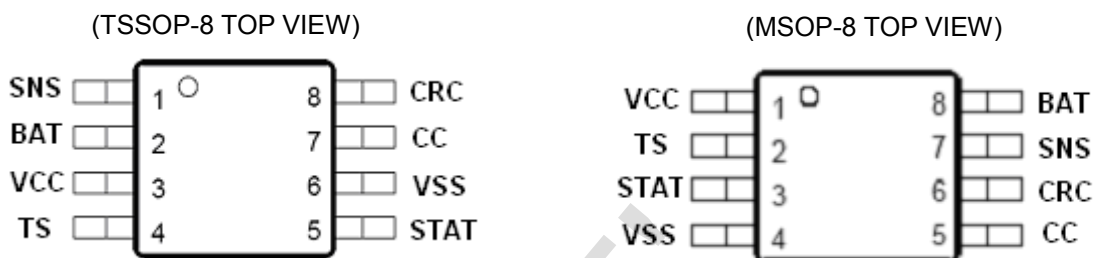 (TSSOP-8 TOP VIEW)
SNS 1 8 CRC
BAT 2 7 CC
VCC 3 6 VSS
TS 4 5 STAT
(MSOP-8 TOP VIEW)
VCC 1 8 BAT
TS 2 7 SNS
STAT 3 6 CRC
VSS 4 5 CC